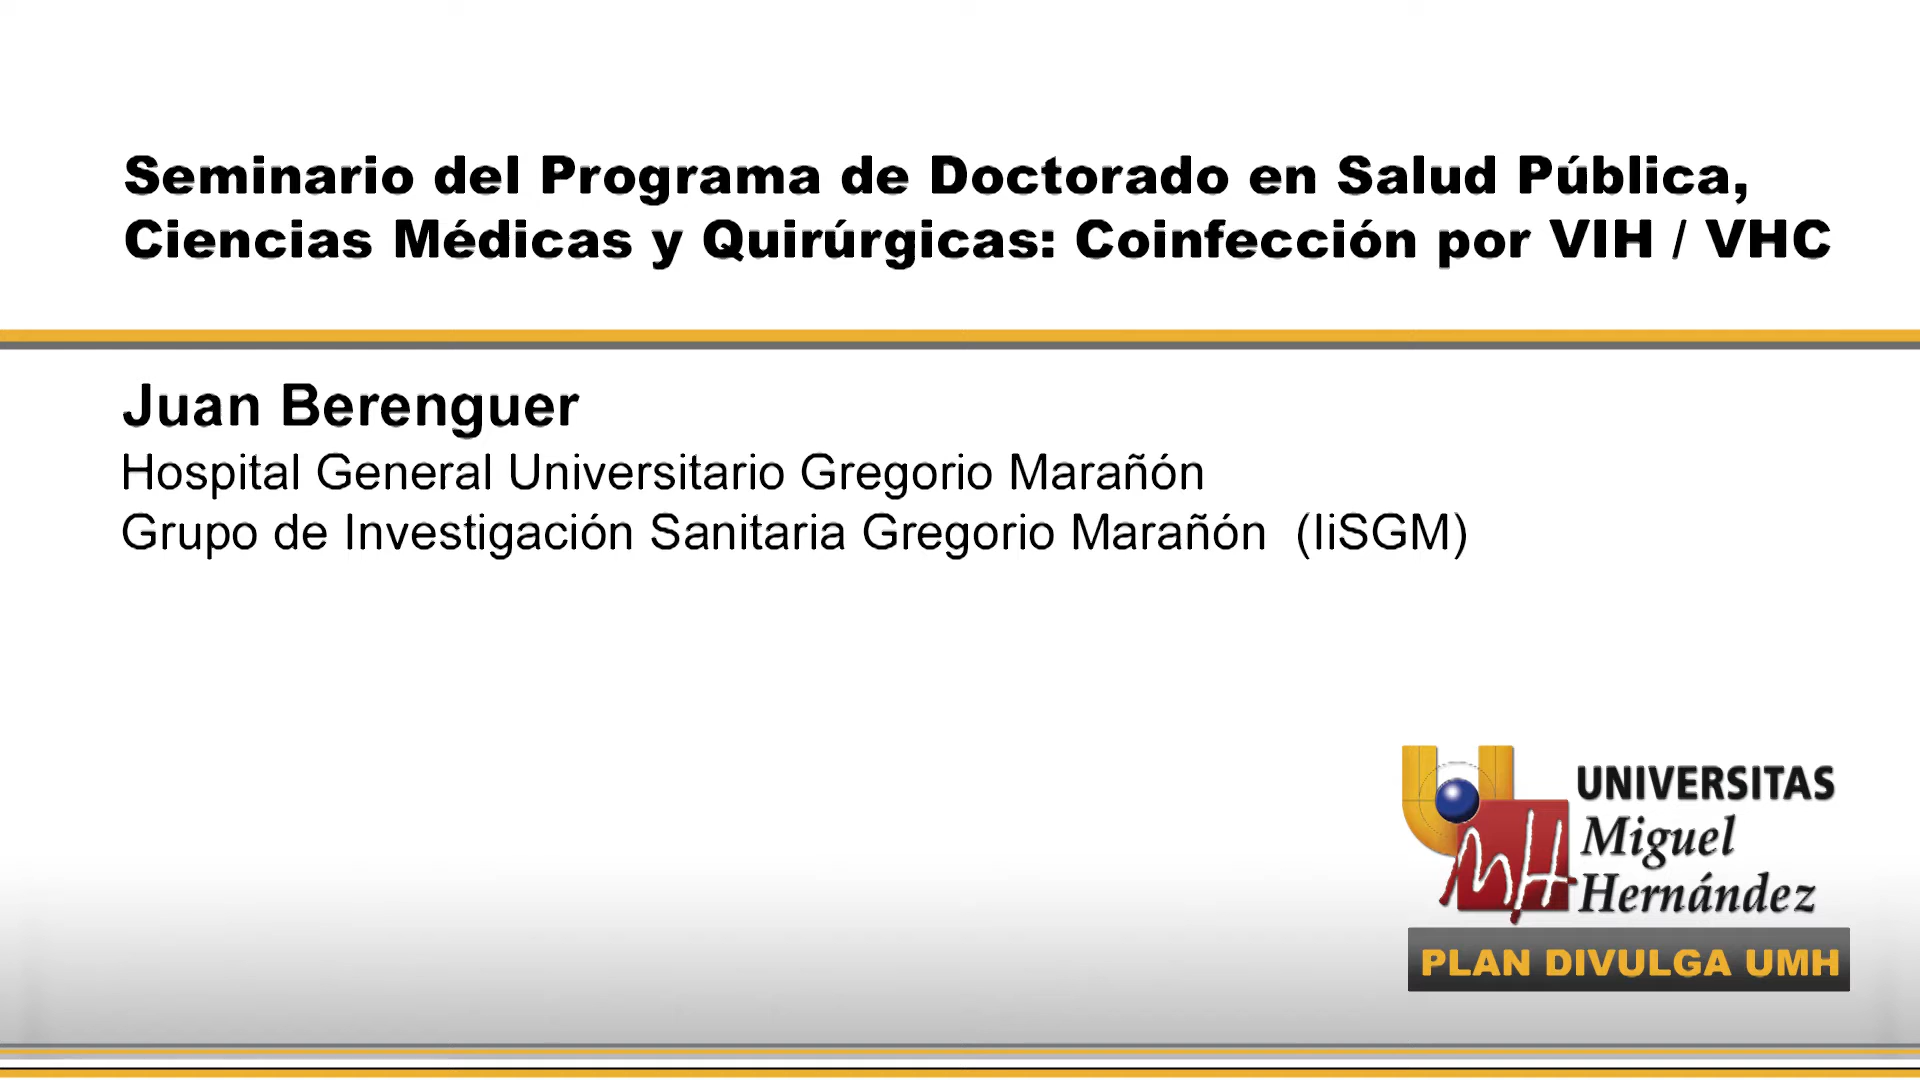 Seminario del Programa de Doctorado en Salud Pública,
Ciencias Médicas y Quirúrgicas: Coinfección por VIH / VHC
Juan Berenguer
Hospital General Universitario Gregorio Marañón
Grupo de Investigación Sanitaria Gregorio Marañón (IiSGM)
UNIVERSITAS
Miguel
Hernández
MH
PLAN DIVULGA UMH